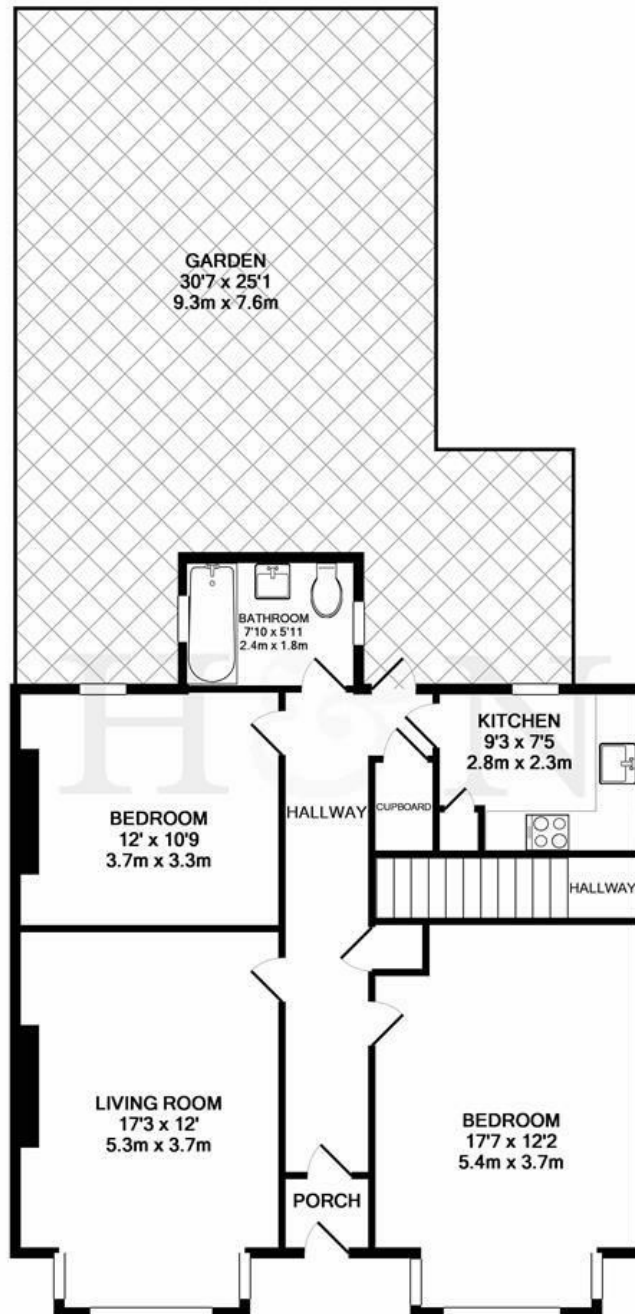 GARDEN
30'7 x 25'1
9.3m x 7.6m
BATHROOM
7'10 x 5'11
2.4m x 1.8m
H&N
KITCHEN
9'3 x 7'5
2.8m x 2.3m
BEDROOM
12' x 10'9
3.7m x 3.3m
HALLWAY
CUPBOARD
HALLWAY
LIVING ROOM
17'3 x 12'
5.3m x 3.7m
BEDROOM
17'7 x 12'2
5.4m x 3.7m
PORCH